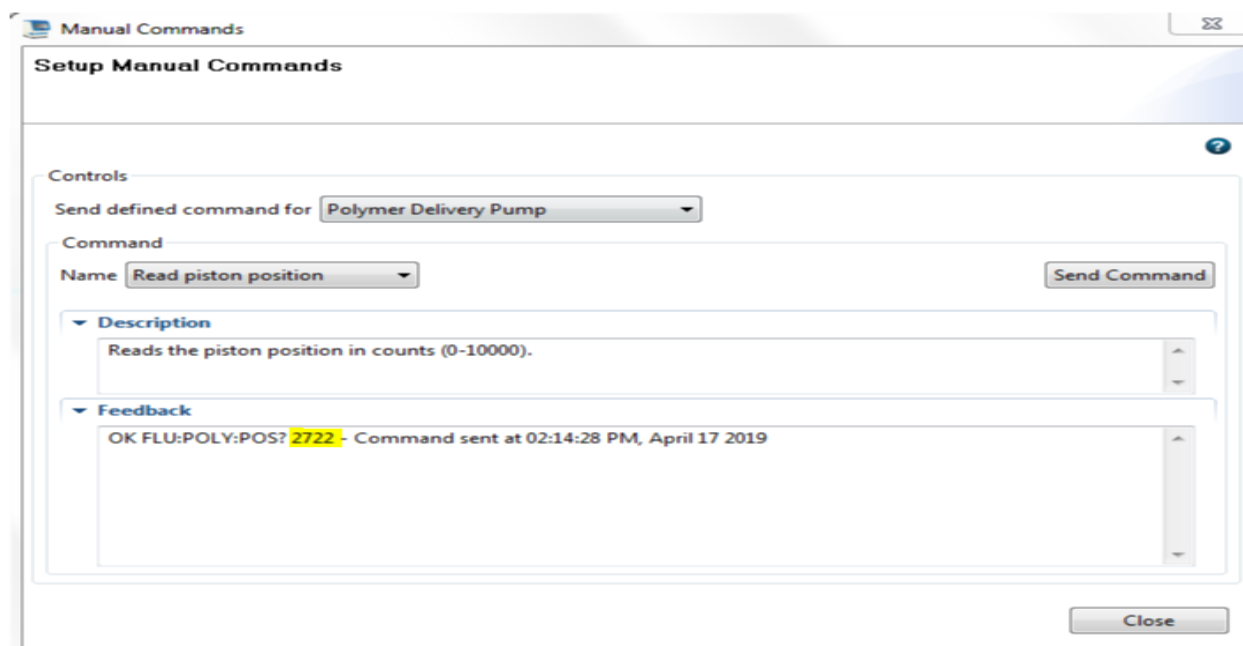 Manual Commands
Setup Manual Commands
?
Controls
Send defined command for Polymer Delivery Pump
Command
Name Read piston position Send Command
Description
Reads the piston position in counts (0-10000).
Feedback
OK FLU:POLY:POS? 2722 - Command sent at 02:14:28 PM, April 17 2019
Close